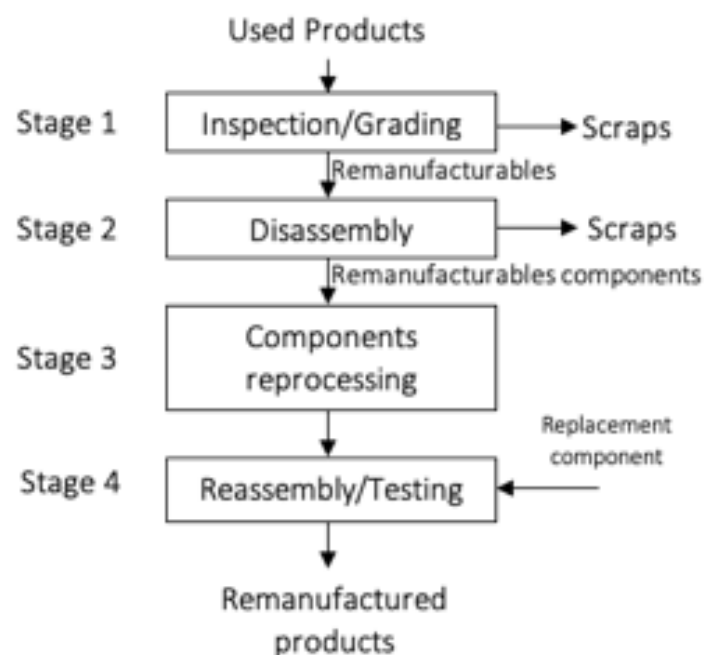 Used Products
Stage 1
Inspection/Grading
Scraps
Remanufacturables
Stage 2
Disassembly
Scraps
Remanufacturables components
Stage 3
Components
reprocessing
Replacement
component
Stage 4
Reassembly/Testing
Remanufactured
products